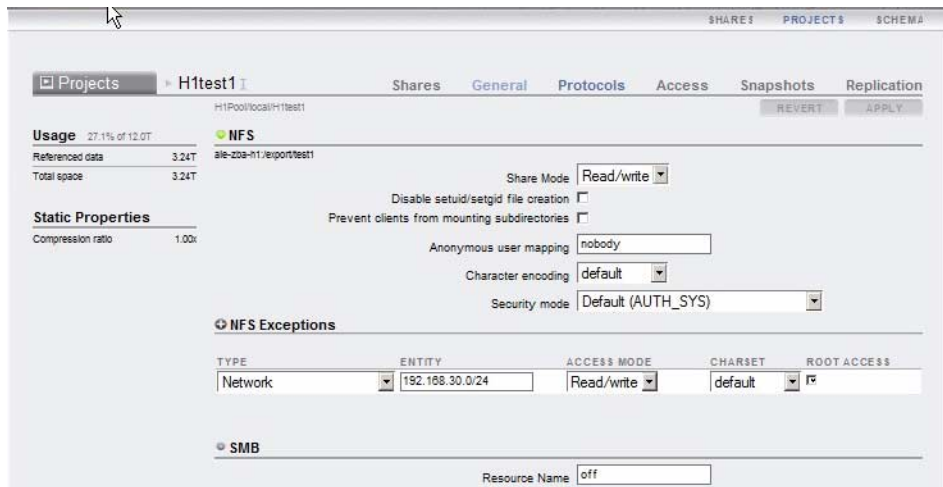 SHARES PROJECTS SCHEMA
Projects H1test1 Shares General Protocols Access Snapshots Replication
H1Pool/local/H1test1 REVERT APPLY
Usage 27.1% of 12.0T
NFS
Referenced data 3.24T
ale-zba-h1:/export/test1
Total space 3.24T
Share Mode Read/write
Disable setuid/setgid file creation
Static Properties
Prevent clients from mounting subdirectories
Compression ratio 1.00x
Anonymous user mapping nobody
Character encoding default
Security mode Default (AUTH_SYS)
NFS Exceptions
TYPE ENTITY ACCESS MODE CHARSET ROOT ACCESS
Network 192.168.30.0/24 Read/write default
SMB
Resource Name off